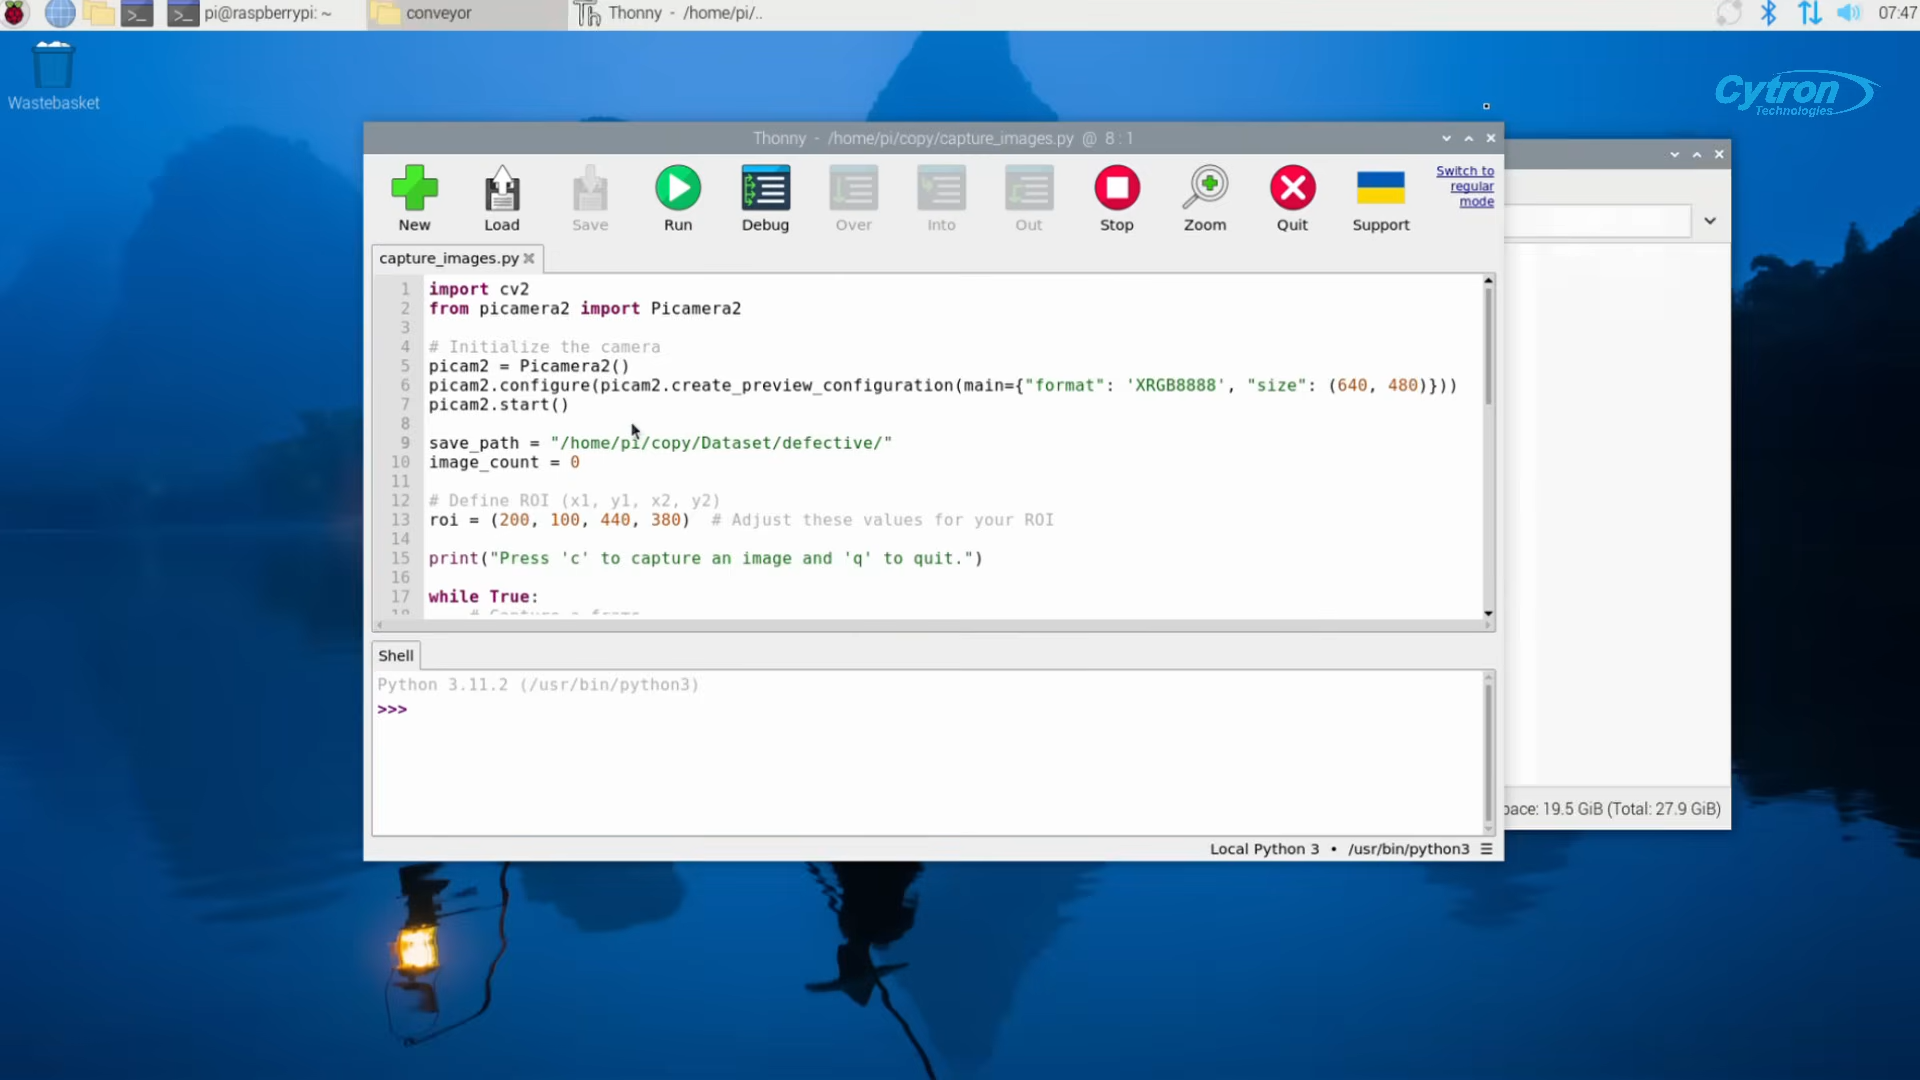 pi@raspberrypi: ~
conveyor
Thonny - /home/pi/..
07:47
Wastebasket
Cytron
Technologies
Thonny - /home/pi/copy/capture_images.py @ 8 : 1
New
Load
Save
Run
Debug
Over
Into
Out
Stop
Zoom
Quit
Support
Switch to
regular
mode
capture_images.py
1 import cv2
2 from picamera2 import Picamera2
3
4 # Initialize the camera
5 picam2 = Picamera2()
6 picam2.configure(picam2.create_preview_configuration(main={"format": 'XRGB8888', "size": (640, 480)}))
7 picam2.start()
8
9 save_path = "/home/pi/copy/Dataset/defective/"
10 image_count = 0
11
12 # Define ROI (x1, y1, x2, y2)
13 roi = (200, 100, 440, 380)  # Adjust these values for your ROI
14
15 print("Press 'c' to capture an image and 'q' to quit.")
16
17 while True:
18 # Capture a frame
Shell
Python 3.11.2 (/usr/bin/python3)
>>>
Local Python 3 • /usr/bin/python3
pace: 19.5 GiB (Total: 27.9 GiB)